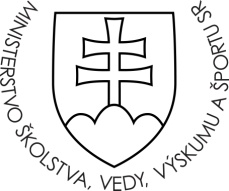 MINISTERSTVO ŠKOLSTVA, VEDY, VÝSKUMU A ŠPORTU SR